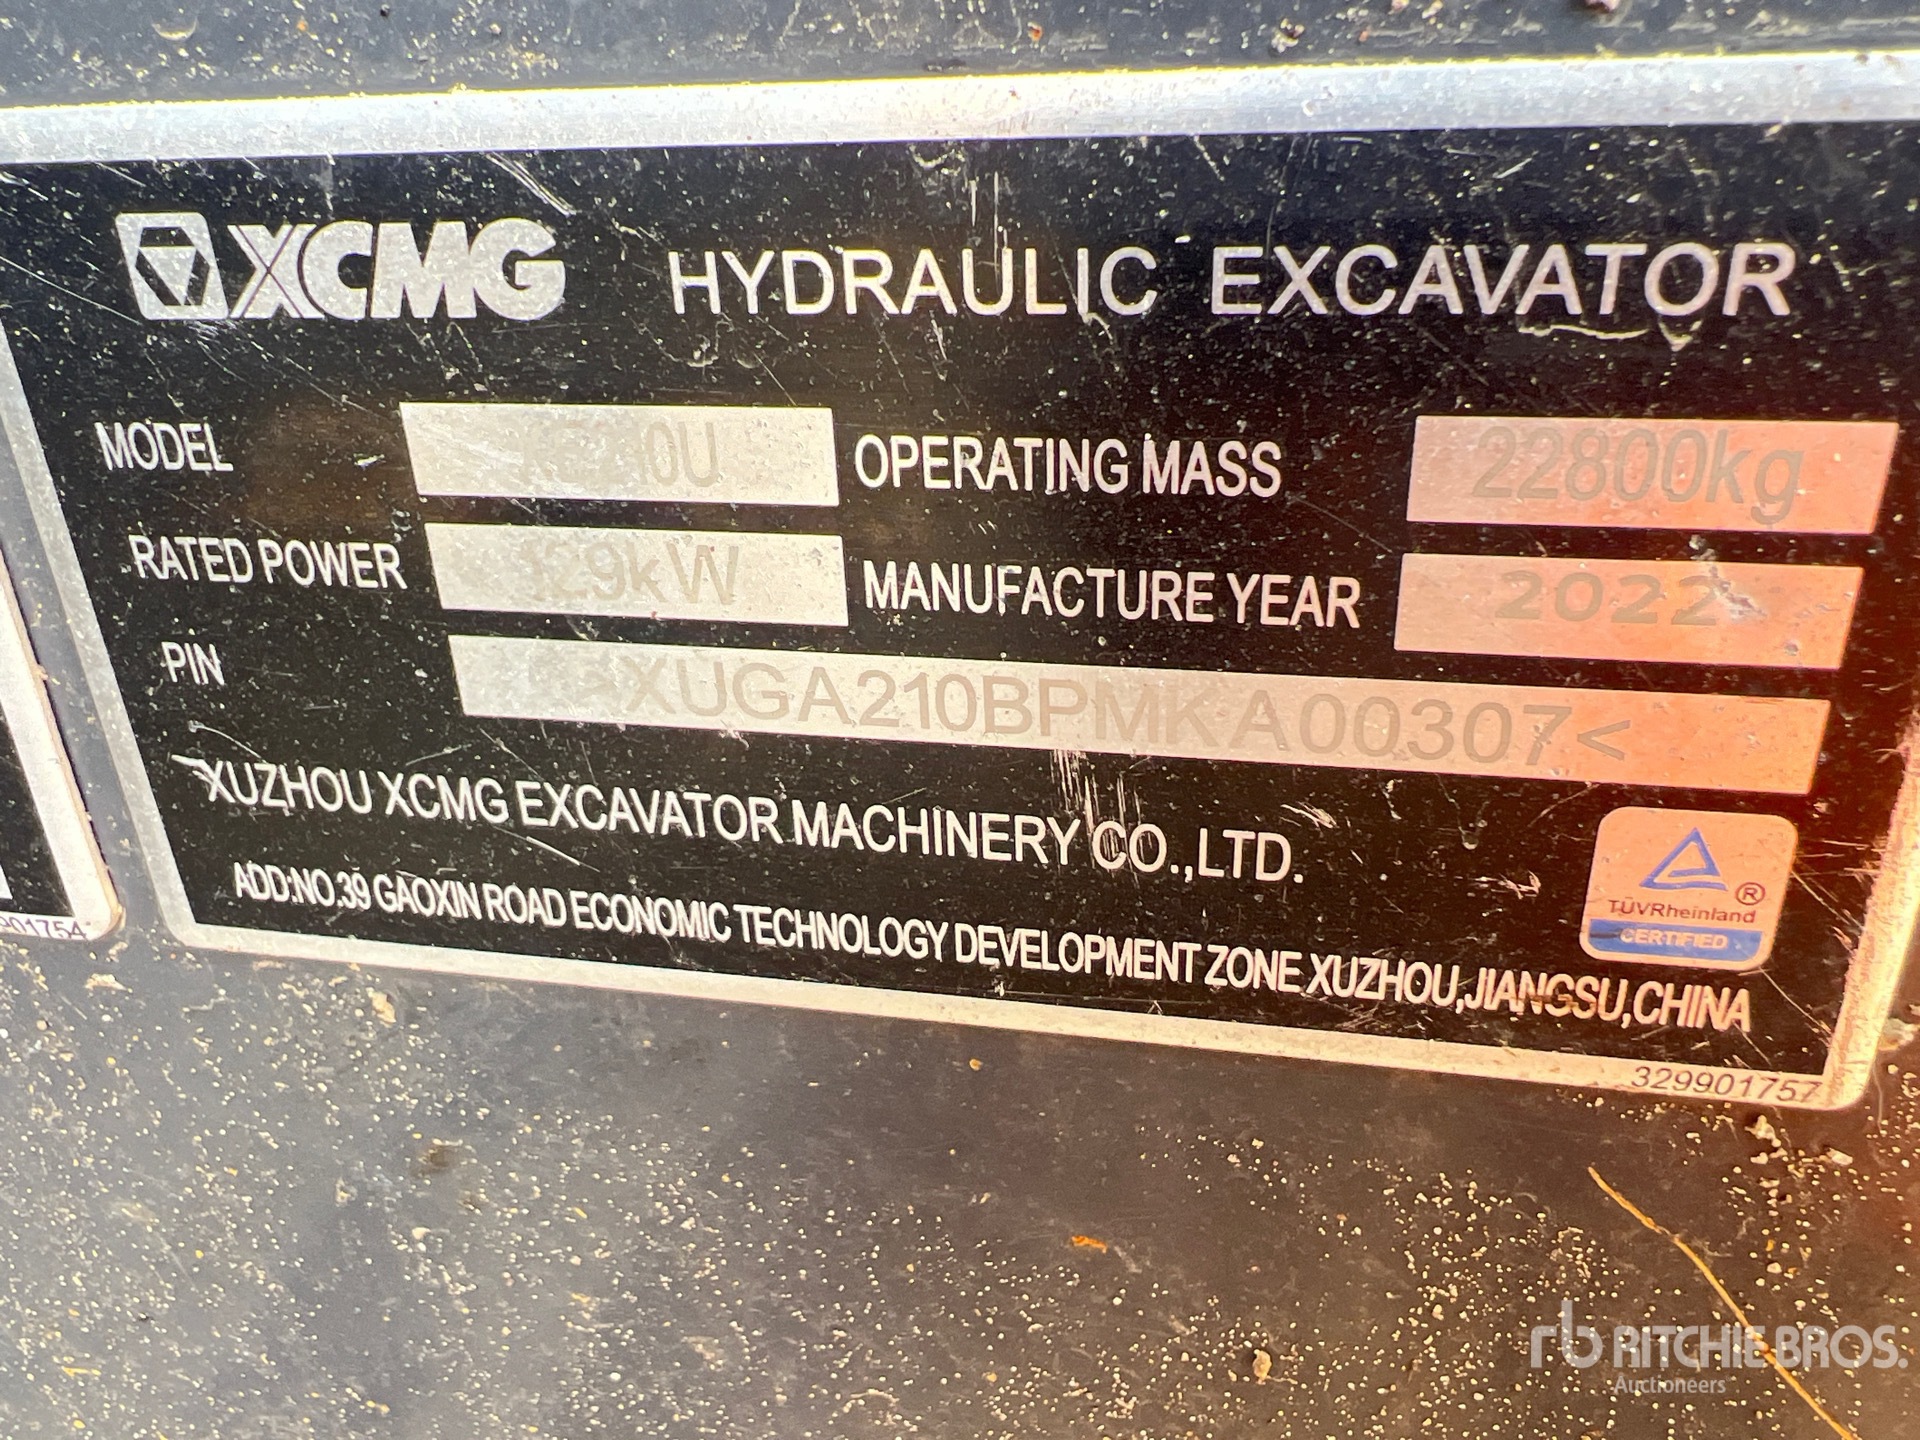 XCMG HYDRAULIC EXCAVATOR
MODEL OPERATING MASS 22800kg
RATED POWER 129kW MANUFACTURE YEAR 2022
PIN >XUGA210BPMKA00307<
XUZHOU XCMG EXCAVATOR MACHINERY CO.,LTD.
ADD:NO.39 GAOXIN ROAD ECONOMIC TECHNOLOGY DEVELOPMENT ZONE XUZHOU,JIANGSU,CHINA
TÜVRheinland ®
CERTIFIED
329901757
rb RITCHIE BROS.
Auctioneers